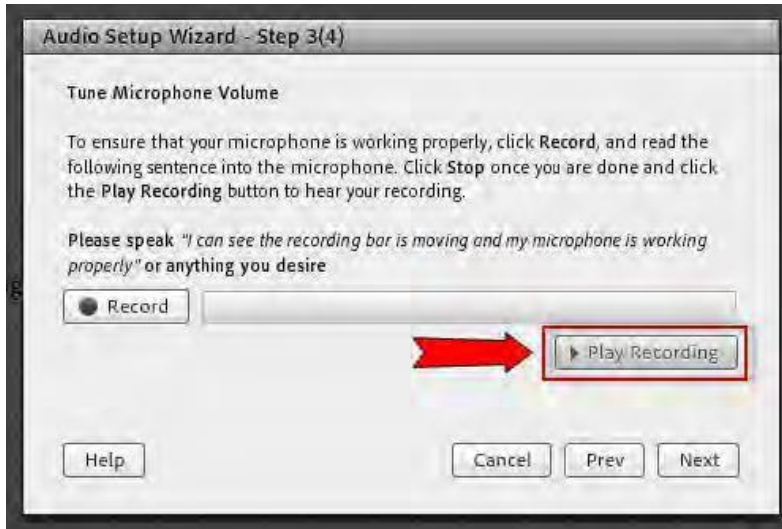 Audio Setup Wizard - Step 3(4)
Tune Microphone Volume
To ensure that your microphone is working properly, click Record, and read the
following sentence into the microphone. Click Stop once you are done and click
the Play Recording button to hear your recording.
Please speak "I can see the recording bar is moving and my microphone is working
properly" or anything you desire
Record
Play Recording
Help
Cancel
Prev
Next